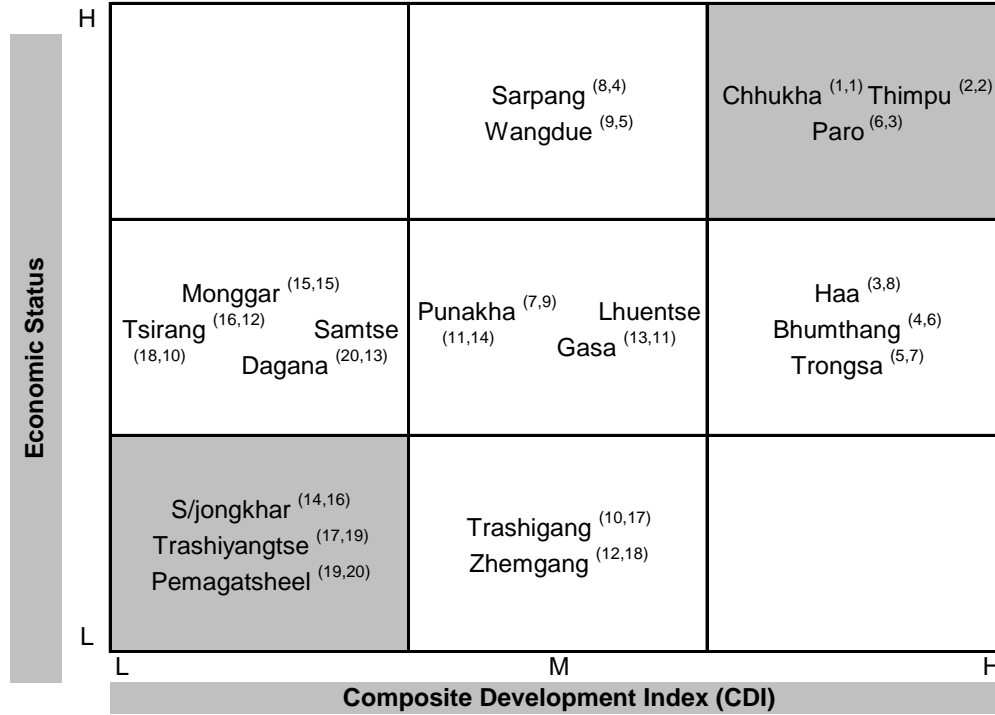 H
Economic Status
Sarpang (8,4)
Wangdue (9,5)
Chhukha (1,1) Thimpu (2,2)
Paro (6,3)
Monggar (15,15)
Tsirang (16,12) Samtse
(18,10) Dagana (20,13)
Punakha (7,9) Lhuentse
(11,14) Gasa (13,11)
Haa (3,8)
Bhumthang (4,6)
Trongsa (5,7)
S/jongkhar (14,16)
Trashiyangtse (17,19)
Pemagatsheel (19,20)
Trashigang (10,17)
Zhemgang (12,18)
L
L M H
Composite Development Index (CDI)